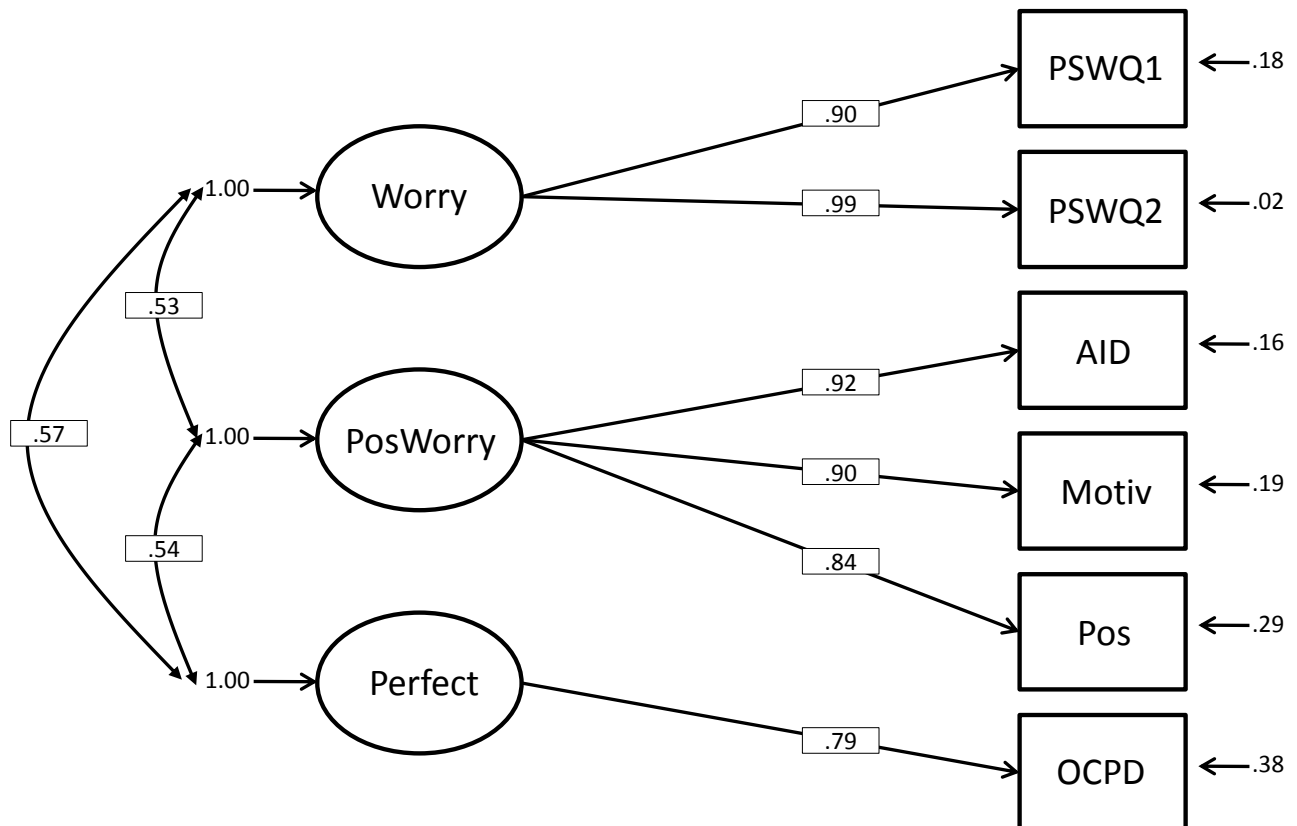 PSWQ1
.18
.90
1.00
Worry
PSWQ2
.99
.02
.53
AID
.16
.92
.57
1.00
PosWorry
Motiv
.90
.19
.54
.84
Pos
.29
1.00
Perfect
.79
OCPD
.38